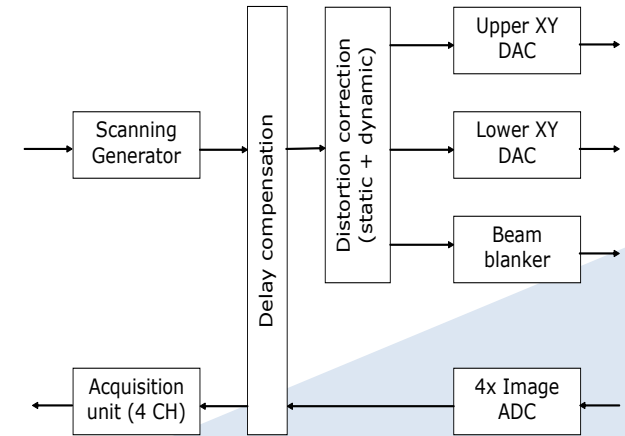 Scanning
Generator
Delay compensation
Distortion correction
(static + dynamic)
Upper XY
DAC
Lower XY
DAC
Beam
blanker
Acquisition
unit (4 CH)
4x Image
ADC